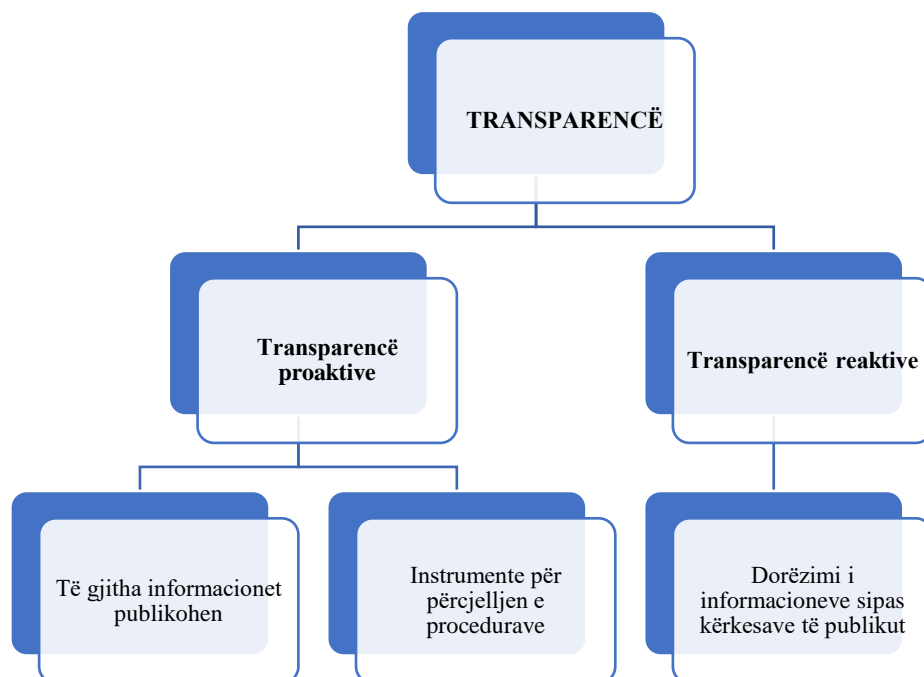 TRANSPARENCË
Transparencë
proaktive
Transparencë reaktive
Të gjitha informacionet
publikohen
Instrumente për
përcjelljen e
procedurave
Dorëzimi i
informacioneve sipas
kërkesave të publikut